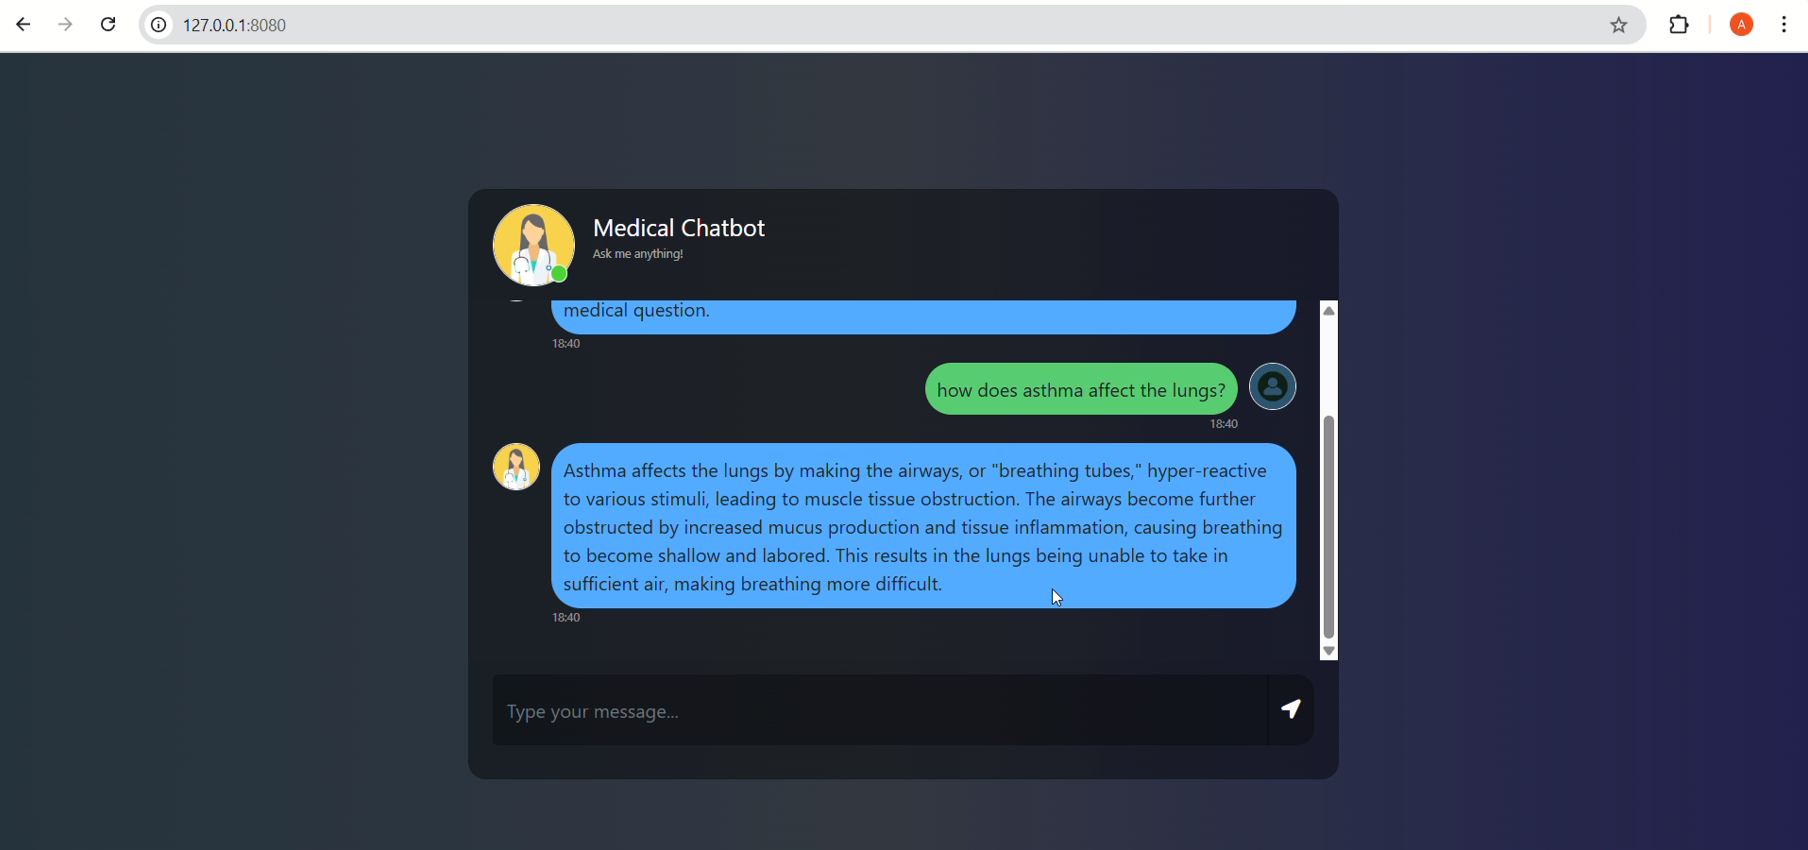 127.0.0.1:8080
A
Medical Chatbot
Ask me anything!
medical question.
18:40
how does asthma affect the lungs?
18:40
Asthma affects the lungs by making the airways, or "breathing tubes," hyper-reactive
to various stimuli, leading to muscle tissue obstruction. The airways become further
obstructed by increased mucus production and tissue inflammation, causing breathing
to become shallow and labored. This results in the lungs being unable to take in
sufficient air, making breathing more difficult.
18:40
Type your message...